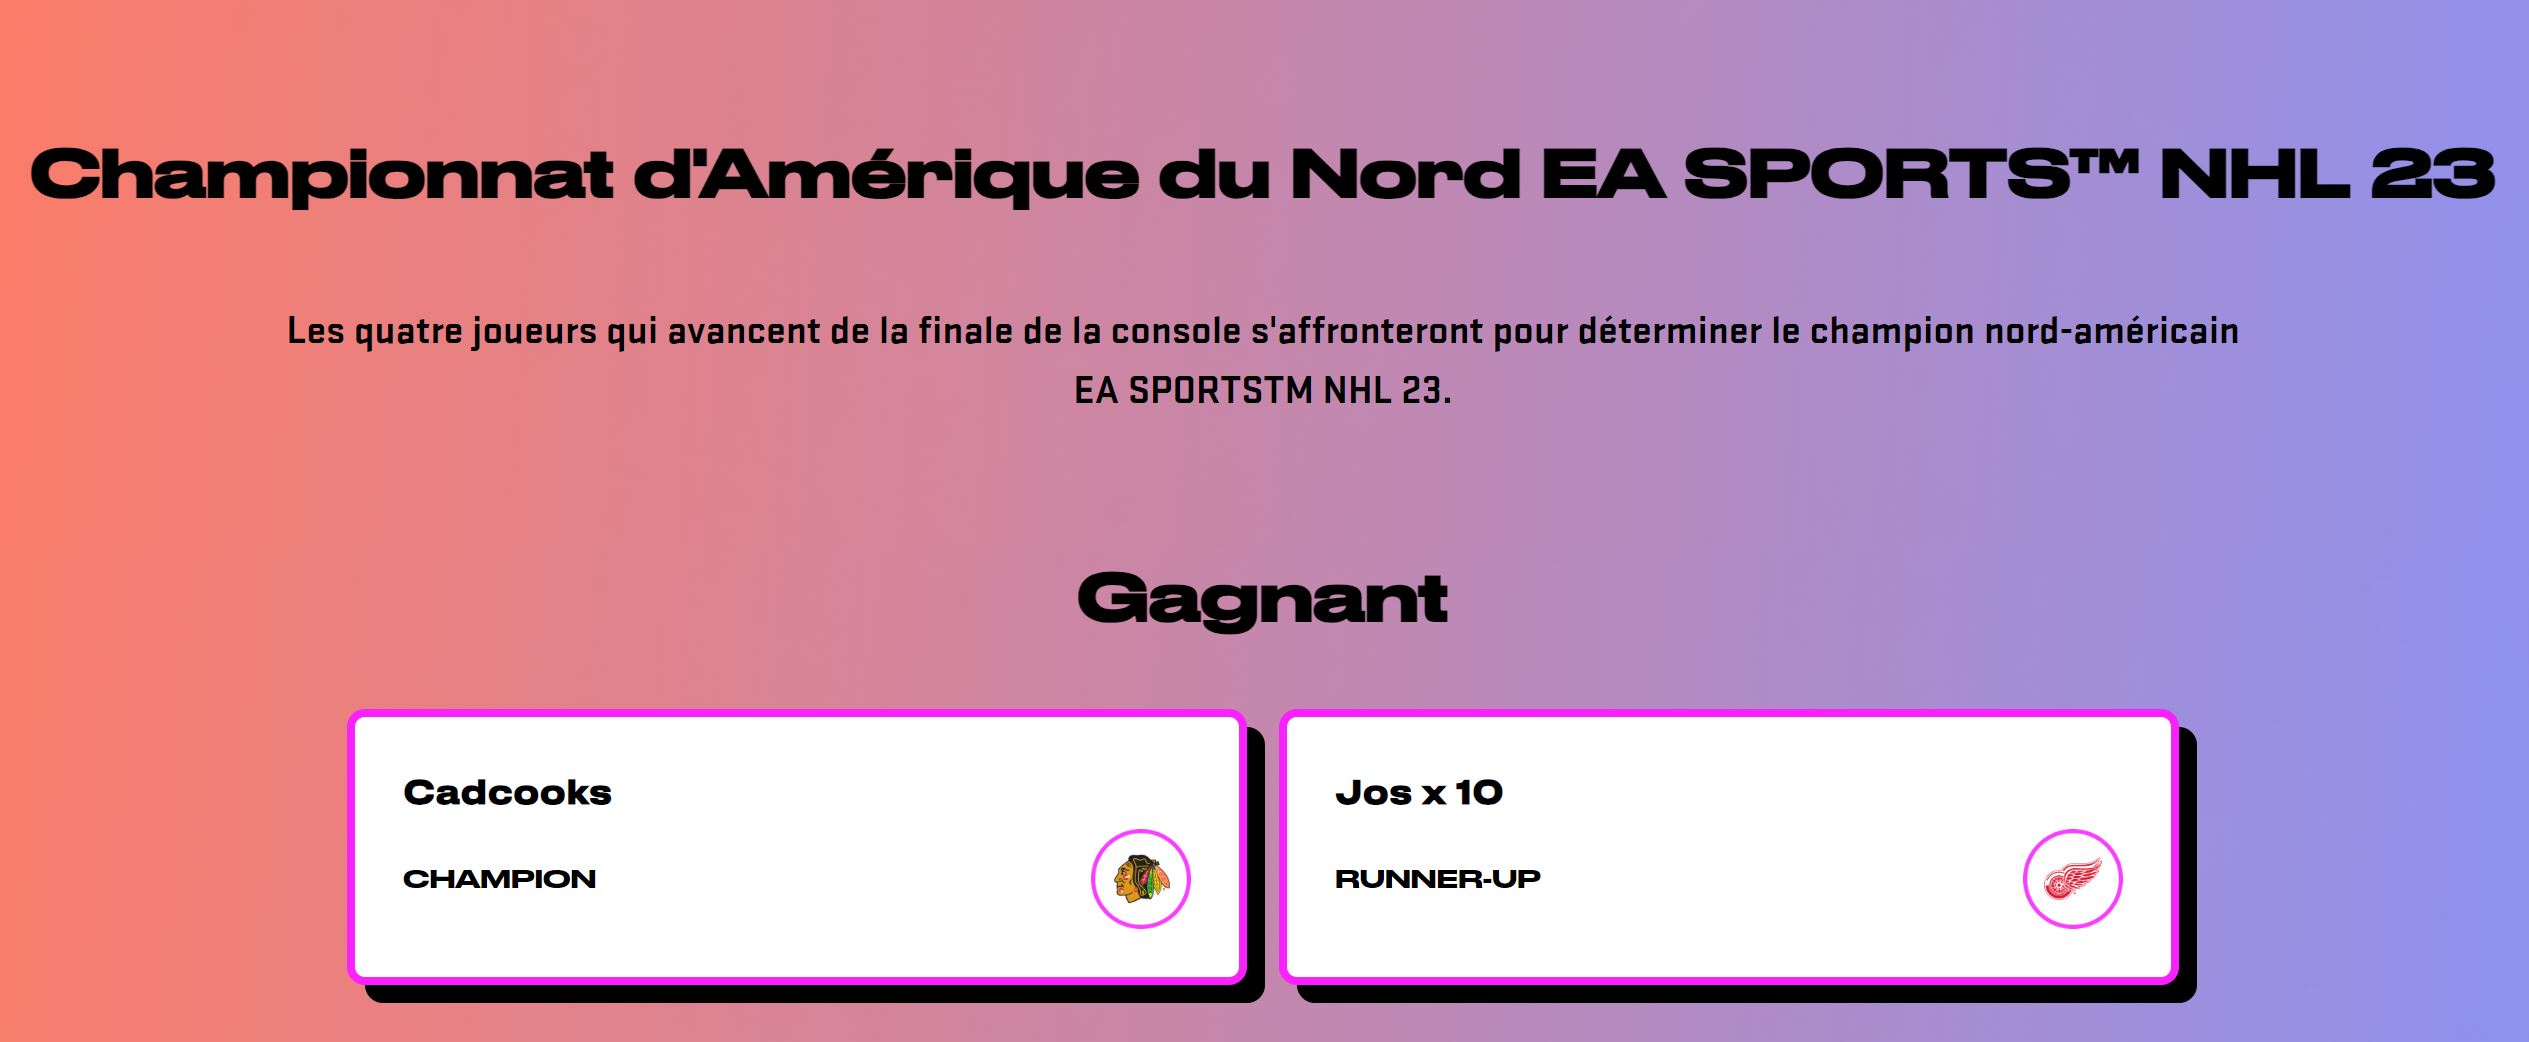 Championnat d'Amérique du Nord EA SPORTS™ NHL 23
Les quatre joueurs qui avancent de la finale de la console s'affronteront pour déterminer le champion nord-américain
EA SPORTSTM NHL 23.
Gagnant
Cadcooks
CHAMPION
Jos x 10
RUNNER-UP